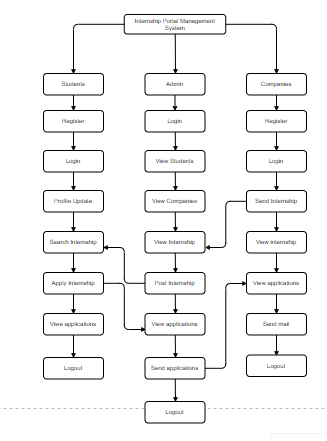 Internship Portal Management
System
Students
Admin
Companies
Register
Login
Register
Login
View Students
Login
Profile Update
View Companies
Send Internship
Search Internship
View Internship
View internship
Apply Internship
Post Internship
View applications
View applications
View applications
Send mail
Logout
Send applications
Logout
Logout